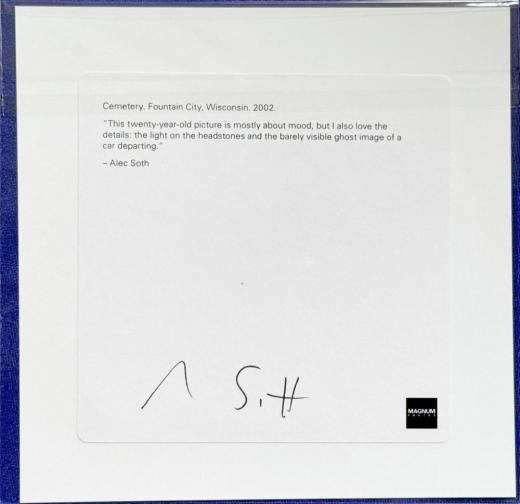 Cemetery. Fountain City, Wisconsin. 2002.
"This twenty-year-old picture is mostly about mood, but I also love the
details: the light on the headstones and the barely visible ghost image of a
car departing."
– Alec Soth
MAGNUM
PHOTOS